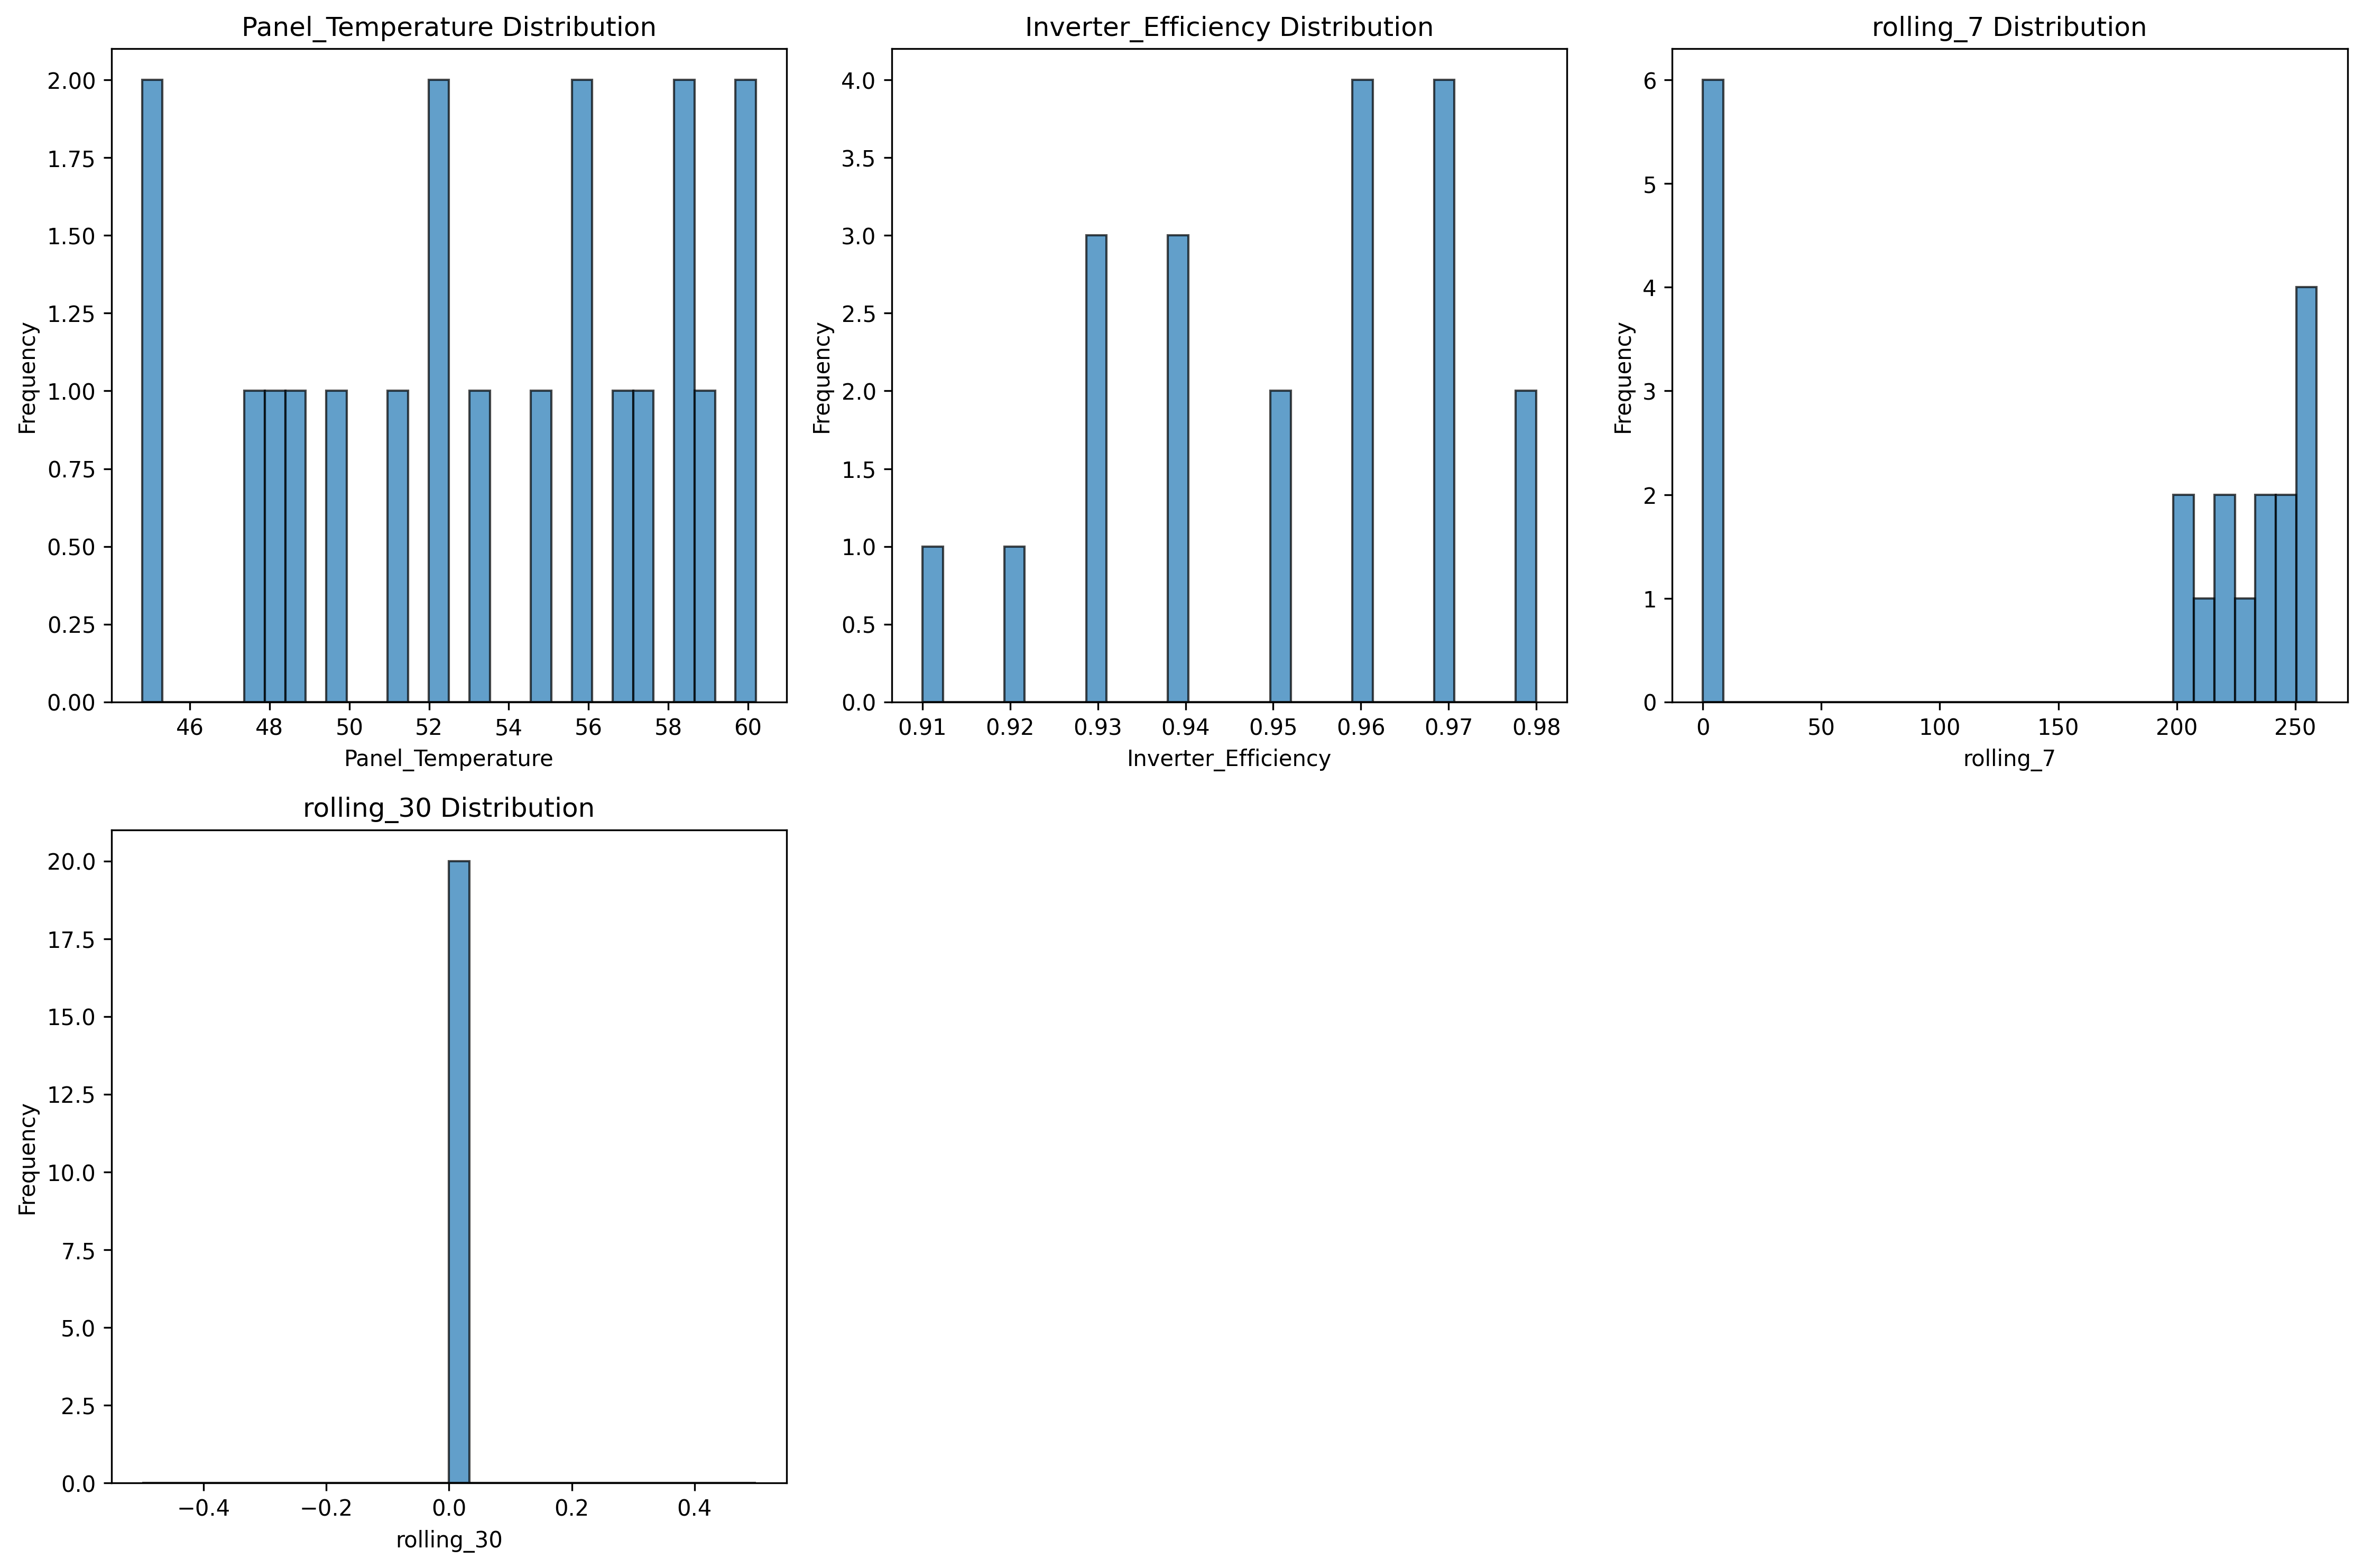 Panel_Temperature Distribution
Frequency
2.00
1.75
1.50
1.25
1.00
0.75
0.50
0.25
0.00
46 48 50 52 54 56 58 60
Panel_Temperature
Inverter_Efficiency Distribution
Frequency
4.0
3.5
3.0
2.5
2.0
1.5
1.0
0.5
0.0
0.91 0.92 0.93 0.94 0.95 0.96 0.97 0.98
Inverter_Efficiency
rolling_7 Distribution
Frequency
6
5
4
3
2
1
0
0 50 100 150 200 250
rolling_7
rolling_30 Distribution
Frequency
20.0
17.5
15.0
12.5
10.0
7.5
5.0
2.5
0.0
−0.4 −0.2 0.0 0.2 0.4
rolling_30